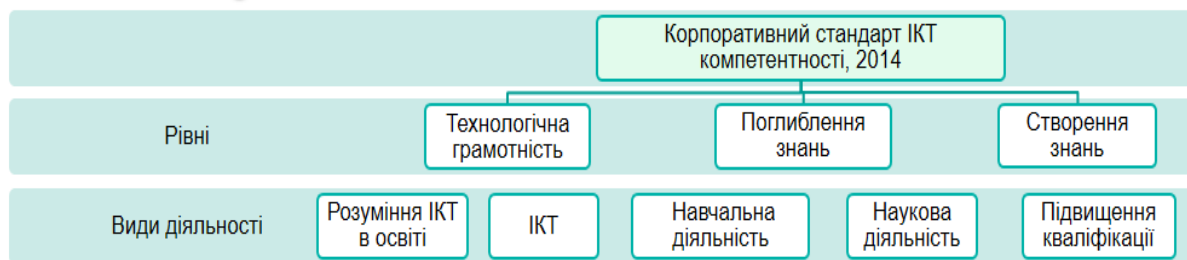 Корпоративний стандарт ІКТ
компетентності, 2014
Рівні
Технологічна
грамотність
Поглиблення
знань
Створення
знань
Види діяльності
Розуміння ІКТ
в освіті
ІКТ
Навчальна
діяльність
Наукова
діяльність
Підвищення
кваліфікації